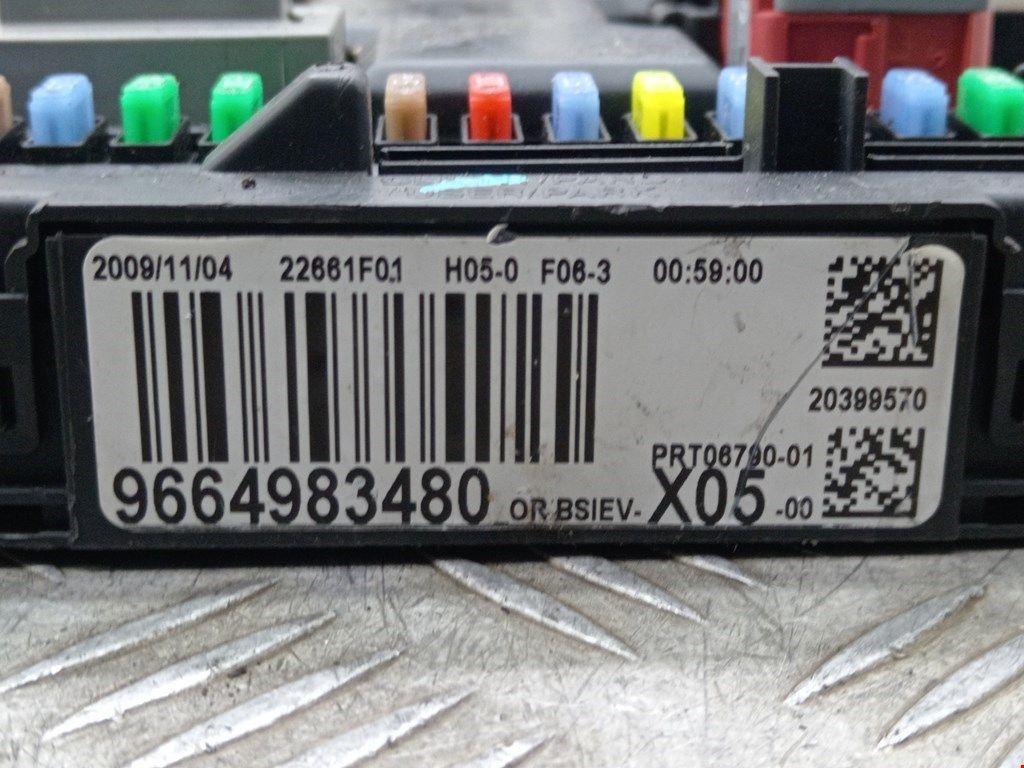 2009/11/04 22661F01 H05-0 F06-3 00:59:00
20399570
PRT06790-01
9664983480 OR BSIEV- X05 -00